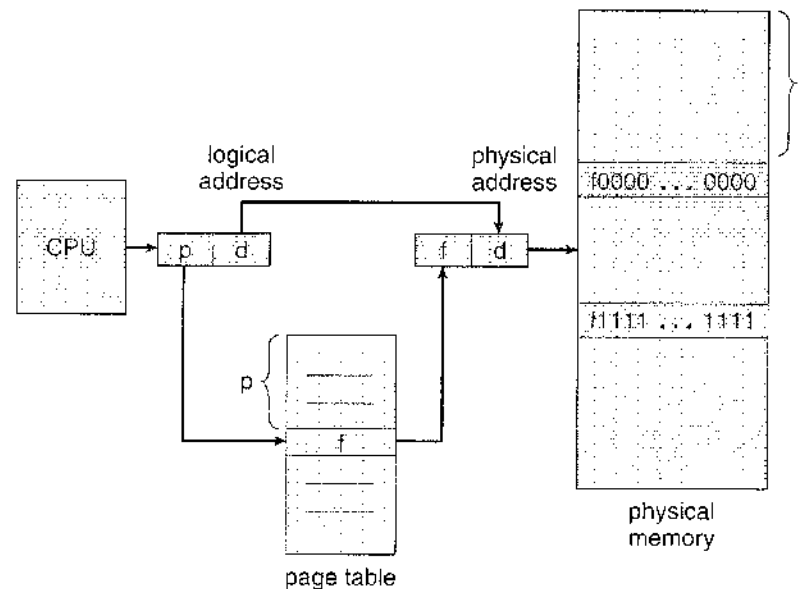 logical
address
physical
address
f0000 ... 0000
CPU
p d
f d
f1111 ... 1111
p
f
physical
memory
page table